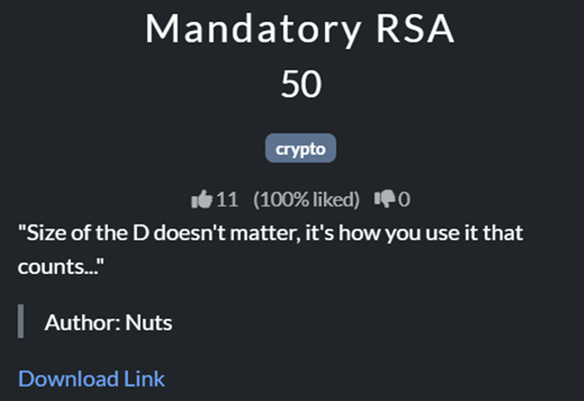 Mandatory RSA
50
crypto
11 (100% liked) 0
"Size of the D doesn't matter, it's how you use it that
counts..."
Author: Nuts
Download Link